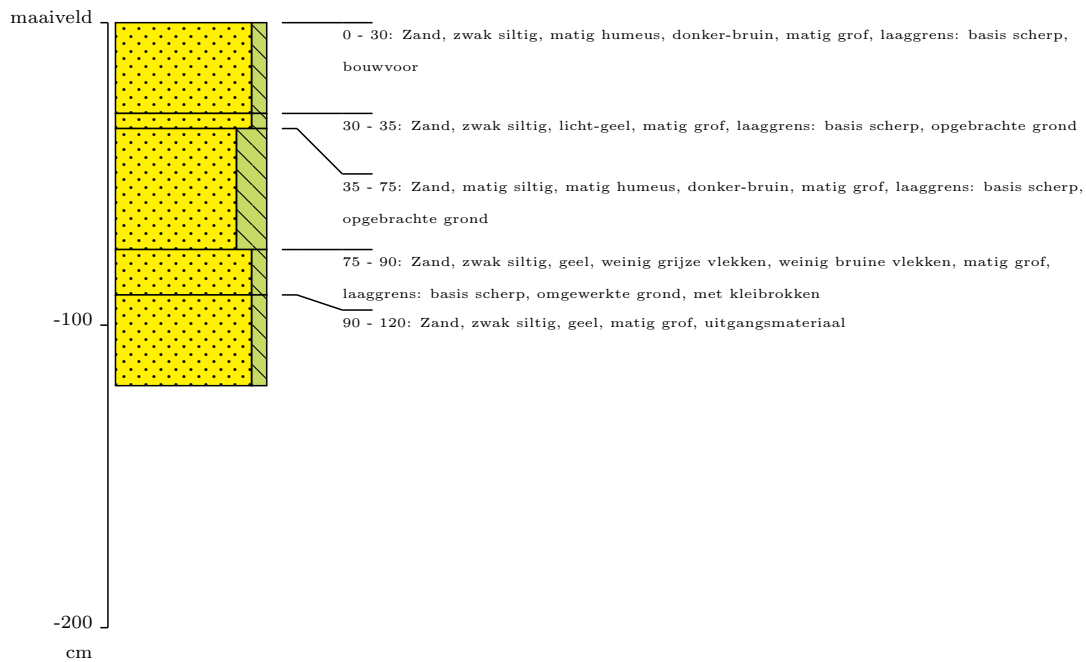 maaiveld
0 - 30: Zand, zwak siltig, matig humeus, donker-bruin, matig grof, laaggrens: basis scherp,
bouwvoor
30 - 35: Zand, zwak siltig, licht-geel, matig grof, laaggrens: basis scherp, opgebrachte grond
35 - 75: Zand, matig siltig, matig humeus, donker-bruin, matig grof, laaggrens: basis scherp,
opgebrachte grond
75 - 90: Zand, zwak siltig, geel, weinig grijze vlekken, weinig bruine vlekken, matig grof,
laaggrens: basis scherp, omgewerkte grond, met kleibrokken
90 - 120: Zand, zwak siltig, geel, matig grof, uitgangsmateriaal
-100
-200
cm